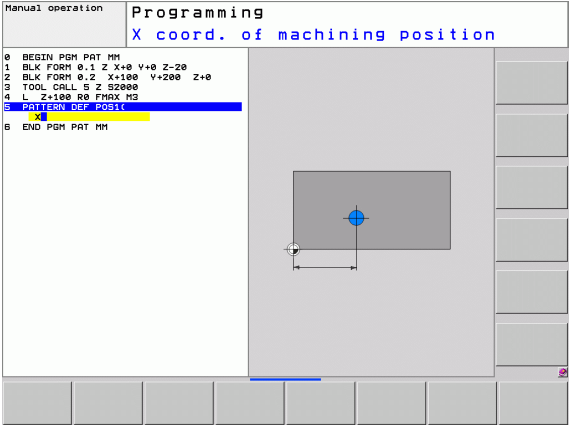 Manual operation
Programming
X coord. of machining position
0 BEGIN PGM PAT MM
1 BLK FORM 0.1 Z X+0 Y+0 Z-20
2 BLK FORM 0.2 X+100 Y+200 Z+0
3 TOOL CALL 5 Z S2000
4 L Z+100 R0 FMAX M3
5 PATTERN DEF POS1(
X
6 END PGM PAT MM